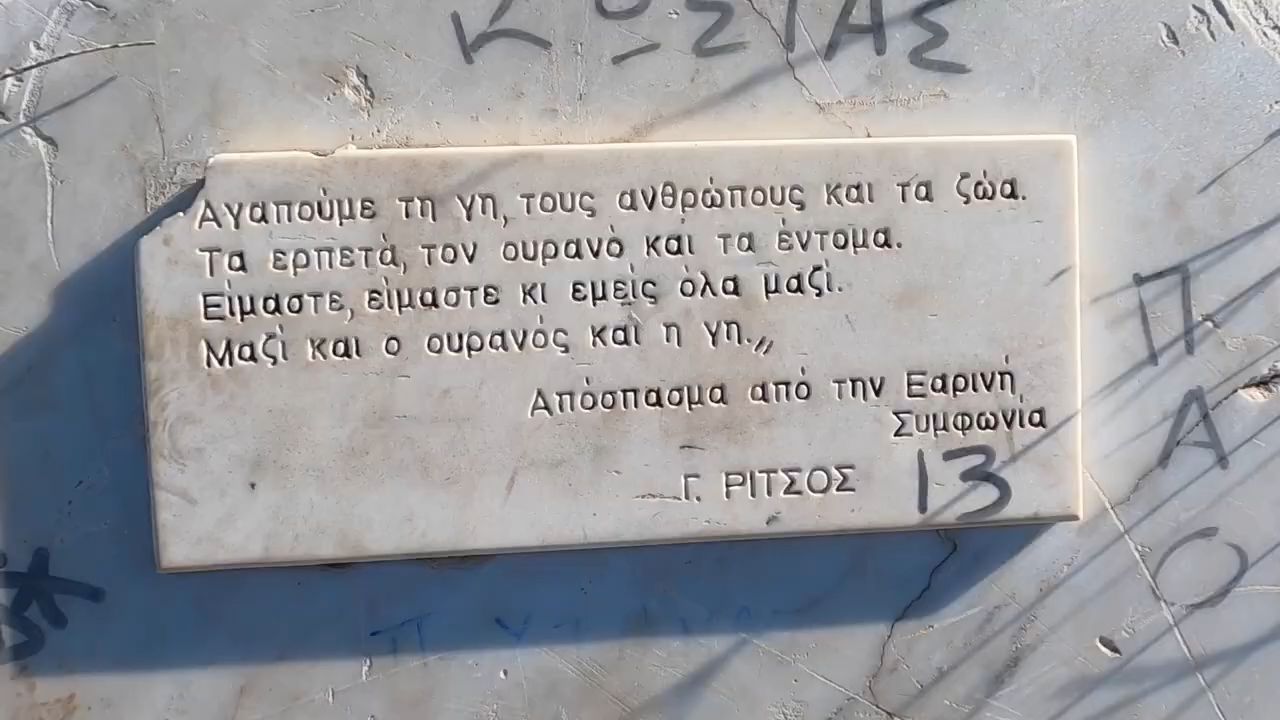 ΚΩΣΤΑΣ
Αγαπούμε τη γη, τους ανθρώπους και τα ζώα.
Τα ερπετά, τον ουρανό και τα έντομα.
Είμαστε, είμαστε κι εμείς όλα μαζί.
Μαζί και ο ουρανός και η γη.„
Απόσπασμα από την Εαρινή
Συμφωνία
Γ. ΡΙΤΣΟΣ
13
ΠΑΟ